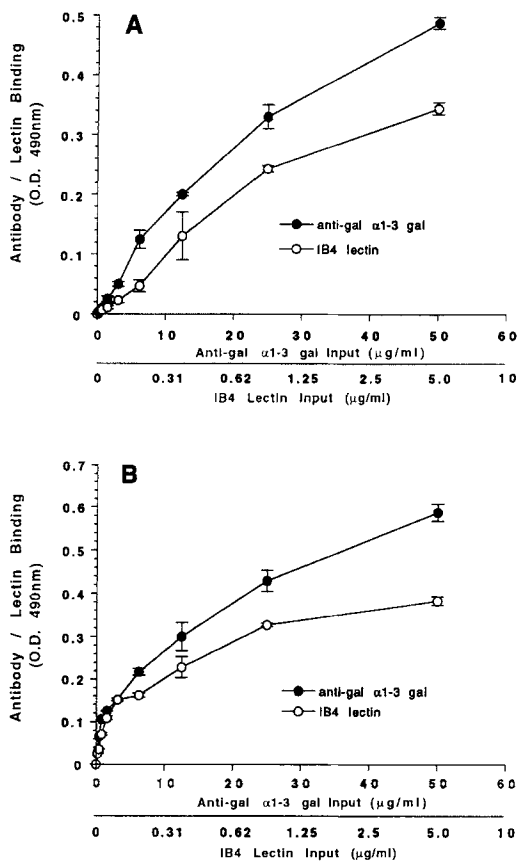 A
Antibody / Lectin Binding
(O.D. 490nm)
0.5
0.4
0.3
0.2
0.1
0
anti-gal α1-3 gal
IB4 lectin
0 10 20 30 40 50 60
Anti-gal α1-3 gal Input (μg/ml)
0 0.31 0.62 1.25 2.5 5.0 10
IB4 Lectin Input (μg/ml)
B
Antibody / Lectin Binding
(O.D. 490nm)
0.7
0.6
0.5
0.4
0.3
0.2
0.1
0
anti-gal α1-3 gal
IB4 lectin
0 10 20 30 40 50 60
Anti-gal α1-3 gal Input (μg/ml)
0 0.31 0.62 1.25 2.5 5.0 10
IB4 Lectin Input (μg/ml)